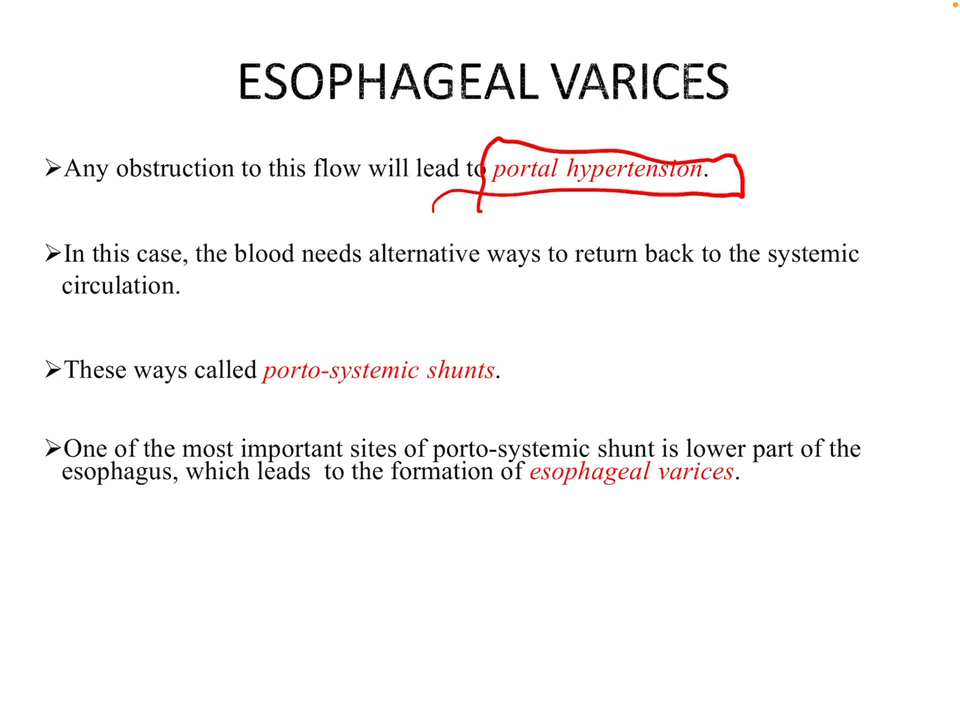 ESOPHAGEAL VARICES
➢Any obstruction to this flow will lead to portal hypertension.
➢In this case, the blood needs alternative ways to return back to the systemic
circulation.
➢These ways called porto-systemic shunts.
➢One of the most important sites of porto-systemic shunt is lower part of the
esophagus, which leads  to the formation of esophageal varices.